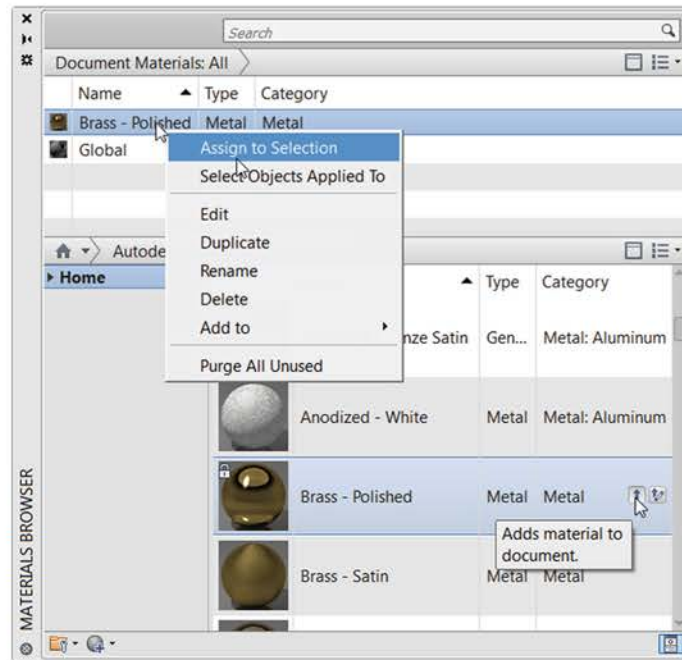 Search
Document Materials: All
Name Type Category
Brass - Polished Metal Metal
Global
Assign to Selection
Select Objects Applied To
Edit
Duplicate
Rename
Delete
Add to
Purge All Unused
Autode
Home
Type Category
nze Satin Gen... Metal: Aluminum
Anodized - White Metal Metal: Aluminum
Brass - Polished Metal Metal
Adds material to
document.
Brass - Satin Metal Metal
MATERIALS BROWSER